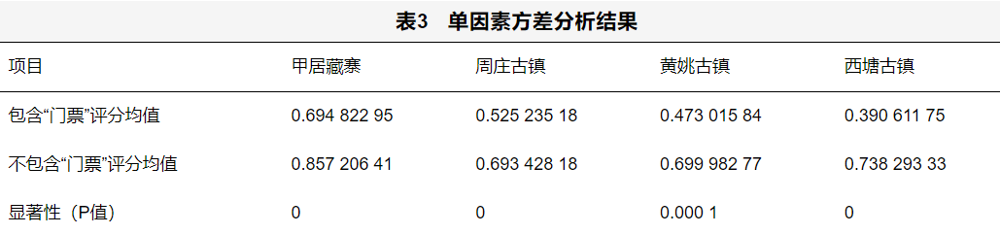 表3 单因素方差分析结果
项目 甲居藏寨 周庄古镇 黄姚古镇 西塘古镇
包含“门票”评分均值 0.694 822 95 0.525 235 18 0.473 015 84 0.390 611 75
不包含“门票”评分均值 0.857 206 41 0.693 428 18 0.699 982 77 0.738 293 33
显著性（P值） 0 0 0.000 1 0